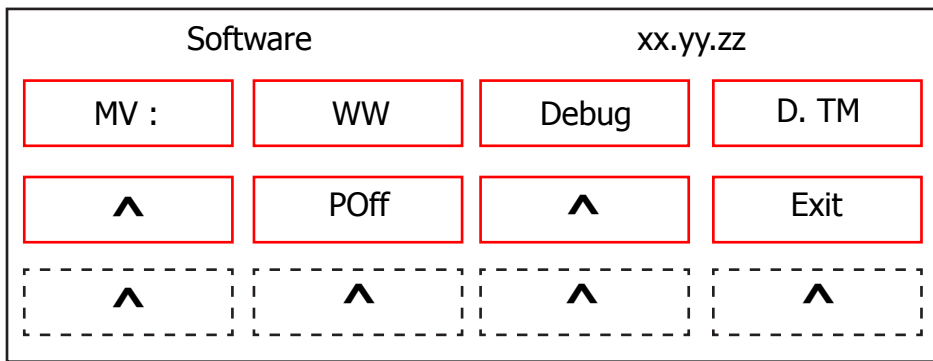 Software xx.yy.zz
MV : WW Debug D. TM
^ POff ^ Exit
^ ^ ^ ^